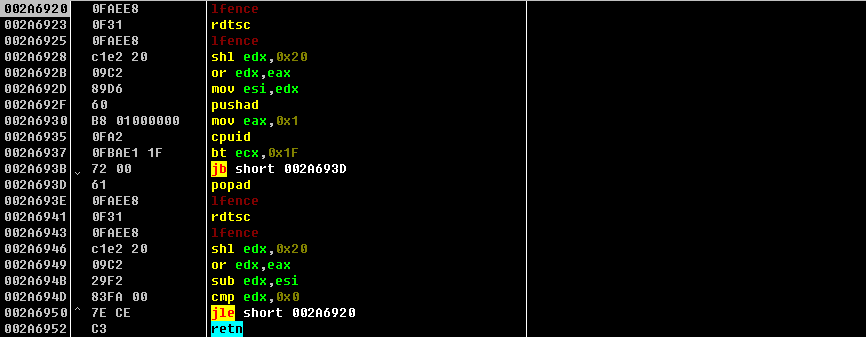 002A6920 0FAEE8 lfence
002A6923 0F31 rdtsc
002A6925 0FAEE8 lfence
002A6928 c1e2 20 shl edx,0x20
002A692B 09C2 or edx,eax
002A692D 89D6 mov esi,edx
002A692F 60 pushad
002A6930 B8 01000000 mov eax,0x1
002A6935 0FA2 cpuid
002A6937 0FBAE1 1F bt ecx,0x1F
002A693B 72 00 jb short 002A693D
002A693D 61 popad
002A693E 0FAEE8 lfence
002A6941 0F31 rdtsc
002A6943 0FAEE8 lfence
002A6946 c1e2 20 shl edx,0x20
002A6949 09C2 or edx,eax
002A694B 29F2 sub edx,esi
002A694D 83FA 00 cmp edx,0x0
002A6950 7E CE jle short 002A6920
002A6952 C3 retn